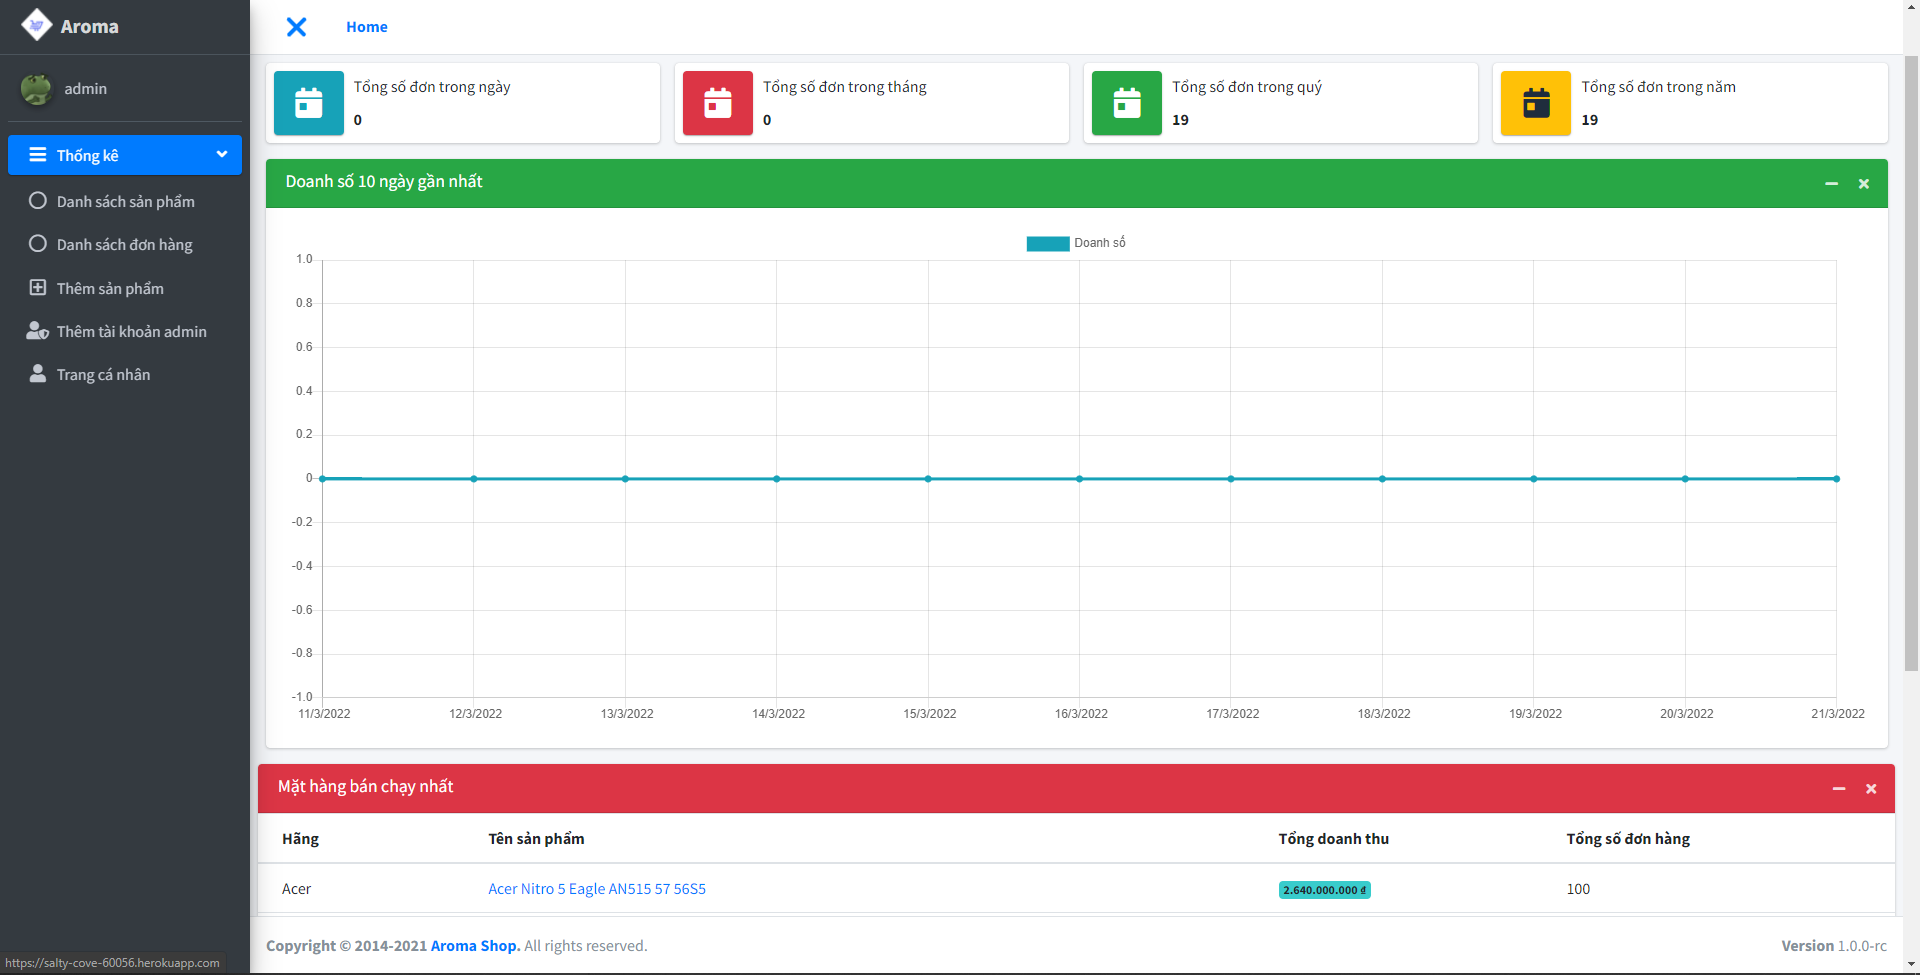 Aroma
admin
Thống kê
Danh sách sản phẩm
Danh sách đơn hàng
Thêm sản phẩm
Thêm tài khoản admin
Trang cá nhân
https://salty-cove-60056.herokuapp.com
Home
Tổng số đơn trong ngày
0
Tổng số đơn trong tháng
0
Tổng số đơn trong quý
19
Tổng số đơn trong năm
19
Doanh số 10 ngày gần nhất
Doanh số
1.0
0.8
0.6
0.4
0.2
0
-0.2
-0.4
-0.6
-0.8
-1.0
11/3/2022 12/3/2022 13/3/2022 14/3/2022 15/3/2022 16/3/2022 17/3/2022 18/3/2022 19/3/2022 20/3/2022 21/3/2022
Mặt hàng bán chạy nhất
Hãng Tên sản phẩm Tổng doanh thu Tổng số đơn hàng
Acer Acer Nitro 5 Eagle AN515 57 56S5 2.640.000.000 ₫ 100
Copyright © 2014-2021 Aroma Shop. All rights reserved. Version 1.0.0-rc